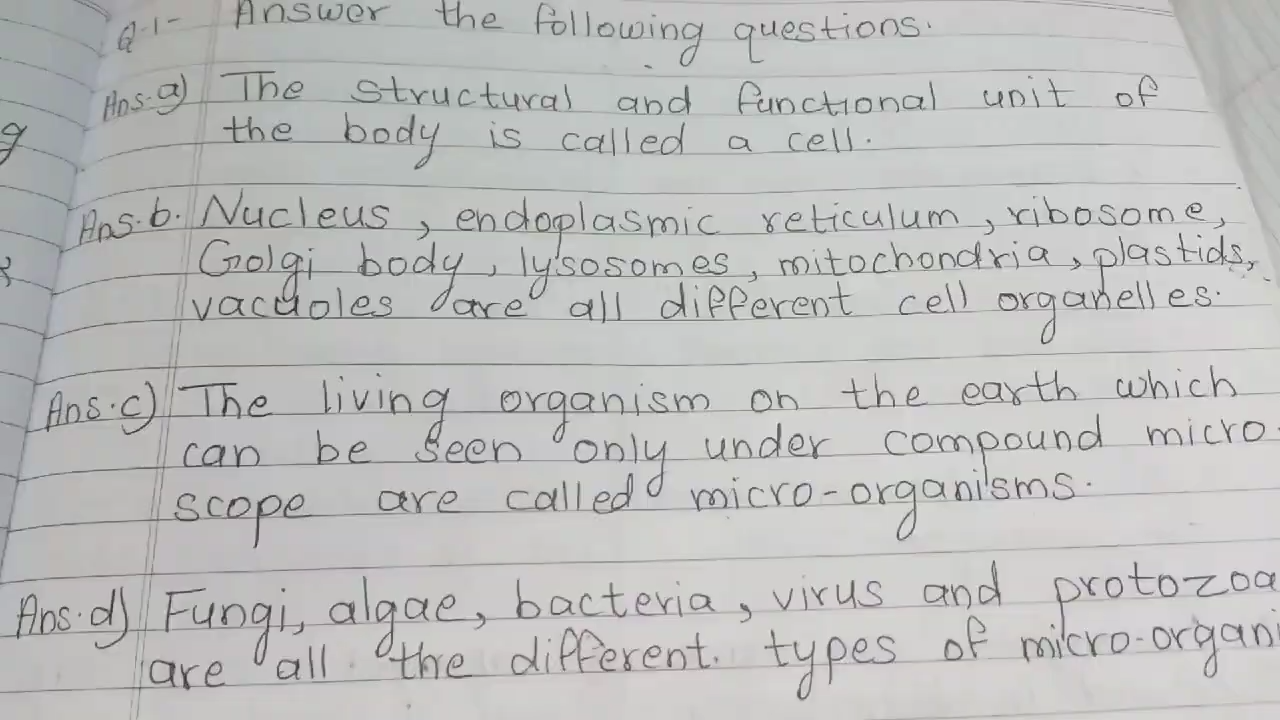 Q.1- Answer the following questions.
Ans.a) The structural and functional unit of
the body is called a cell.
Ans.b. Nucleus, endoplasmic reticulum, ribosome,
Golgi body, lysosomes, mitochondria, plastids,
vacuoles are all different cell organelles.
Ans.c) The living organism on the earth which
can be seen only under compound micro-
scope are called micro-organisms.
Ans.d) Fungi, algae, bacteria, virus and protozoa
are all the different types of micro-organi
g